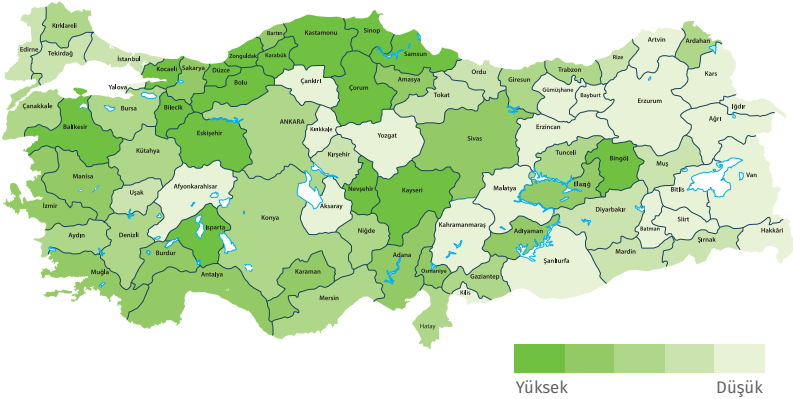 Kırklareli
Edirne
Tekirdağ
İstanbul
Yalova
Kocaeli
Sakarya
Düzce
Zonguldak
Bartın
Karabük
Kastamonu
Sinop
Samsun
Bolu
Çankırı
Çorum
Amasya
Ordu
Tokat
Giresun
Trabzon
Rize
Artvin
Ardahan
Kars
Gümüşhane
Bayburt
Erzurum
Iğdır
Ağrı
Çanakkale
Balıkesir
Bursa
Bilecik
Eskişehir
ANKARA
Kırıkkale
Yozgat
Sivas
Erzincan
Kütahya
Kırşehir
Tunceli
Bingöl
Muş
Van
Bitlis
Manisa
Uşak
Afyonkarahisar
Nevşehir
Kayseri
Malatya
Elazığ
İzmir
Aksaray
Konya
Diyarbakır
Siirt
Batman
Aydın
Denizli
Isparta
Niğde
Kahramanmaraş
Adıyaman
Hakkâri
Şırnak
Mardin
Burdur
Adana
Şanlıurfa
Muğla
Antalya
Karaman
Osmaniye
Gaziantep
Mersin
Kilis
Hatay
Yüksek
Düşük